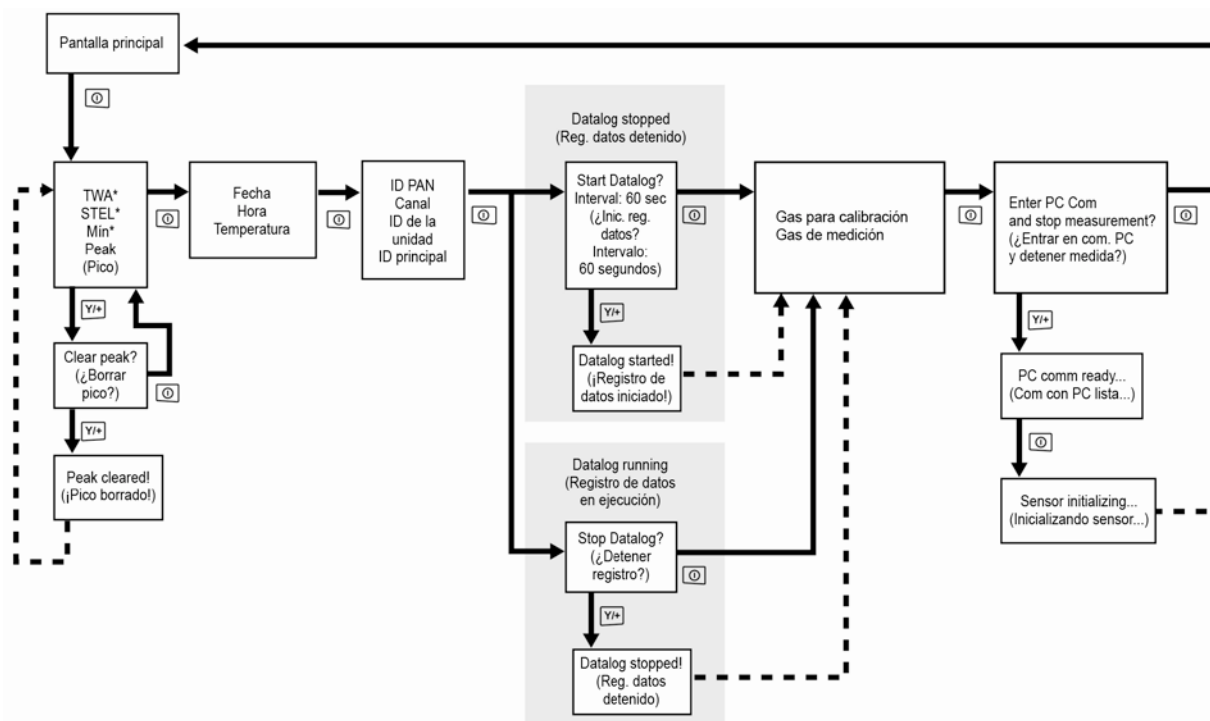 Pantalla principal
TWA*
STEL*
Mín*
Peak
(Pico)
Y/+
Clear peak?
(¿Borrar
pico?)
Y/+
Peak cleared!
(¡Pico borrado!)
Fecha
Hora
Temperatura
ID PAN
Canal
ID de la
unidad
ID principal
Datalog stopped
(Reg. datos detenido)
Start Datalog?
Interval: 60 sec
(¿Inic. reg.
datos?
Intervalo:
60 segundos)
Y/+
Datalog started!
(¡Registro de
datos iniciado!)
Datalog running
(Registro de datos
en ejecución)
Stop Datalog?
(¿Detener
registro?)
Y/+
Datalog stopped!
(Reg. datos
detenido)
Gas para calibración
Gas de medición
Enter PC Com
and stop measurement?
(¿Entrar en com. PC
y detener medida?)
Y/+
PC comm ready...
(Com con PC lista...)
Sensor initializing...
(Inicializando sensor...)